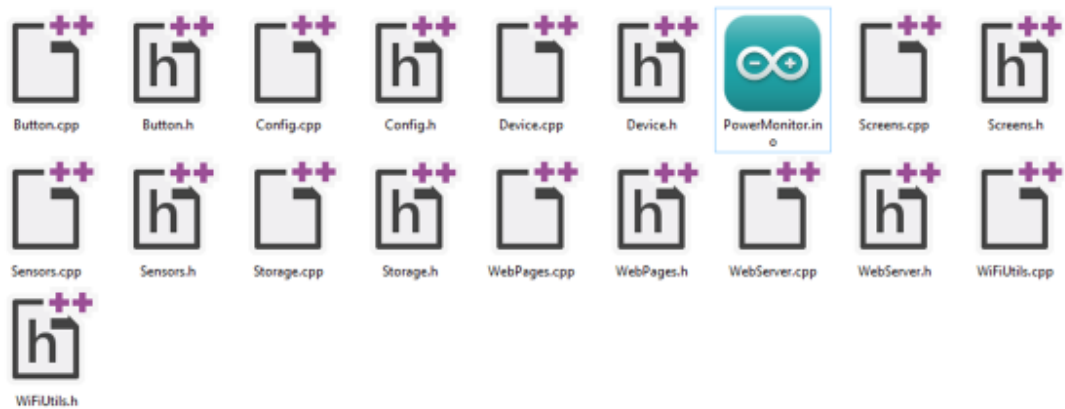 Button.cpp
Button.h
Config.cpp
Config.h
Device.cpp
Device.h
PowerMonitor.in
o
Screens.cpp
Screens.h
Sensors.cpp
Sensors.h
Storage.cpp
Storage.h
WebPages.cpp
WebPages.h
WebServer.cpp
WebServer.h
WiFiUtils.cpp
WiFiUtils.h